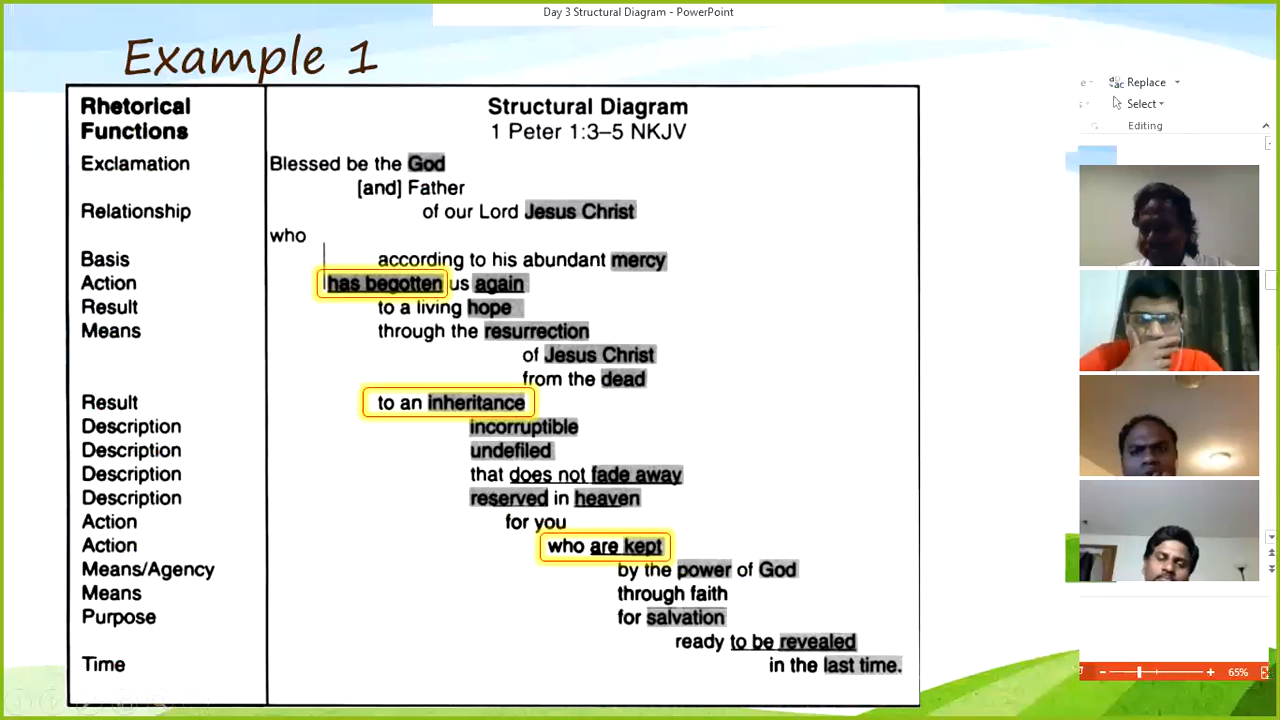 Day 3 Structural Diagram - PowerPoint
Example 1
Rhetorical Functions
Structural Diagram
1 Peter 1:3–5 NKJV
Exclamation Blessed be the God
[and] Father
Relationship of our Lord Jesus Christ
who
Basis according to his abundant mercy
Action has begotten us again
Result to a living hope
Means through the resurrection
of Jesus Christ
from the dead
Result to an inheritance
Description incorruptible
Description undefiled
Description that does not fade away
Description reserved in heaven
Action for you
Action who are kept
Means/Agency by the power of God
Means through faith
Purpose for salvation
ready to be revealed
Time in the last time.
Replace
Select
Editing
65%